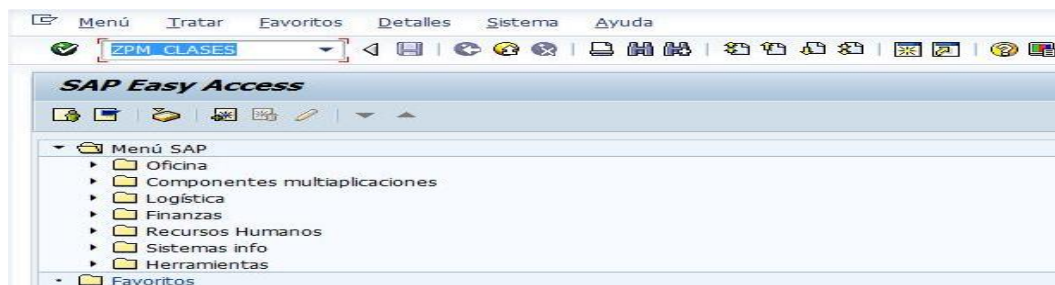 Menú Tratar Favoritos Detalles Sistema Ayuda
ZPM_CLASES
SAP Easy Access
Menú SAP
Oficina
Componentes multiaplicaciones
Logística
Finanzas
Recursos Humanos
Sistemas info
Herramientas
Favoritos